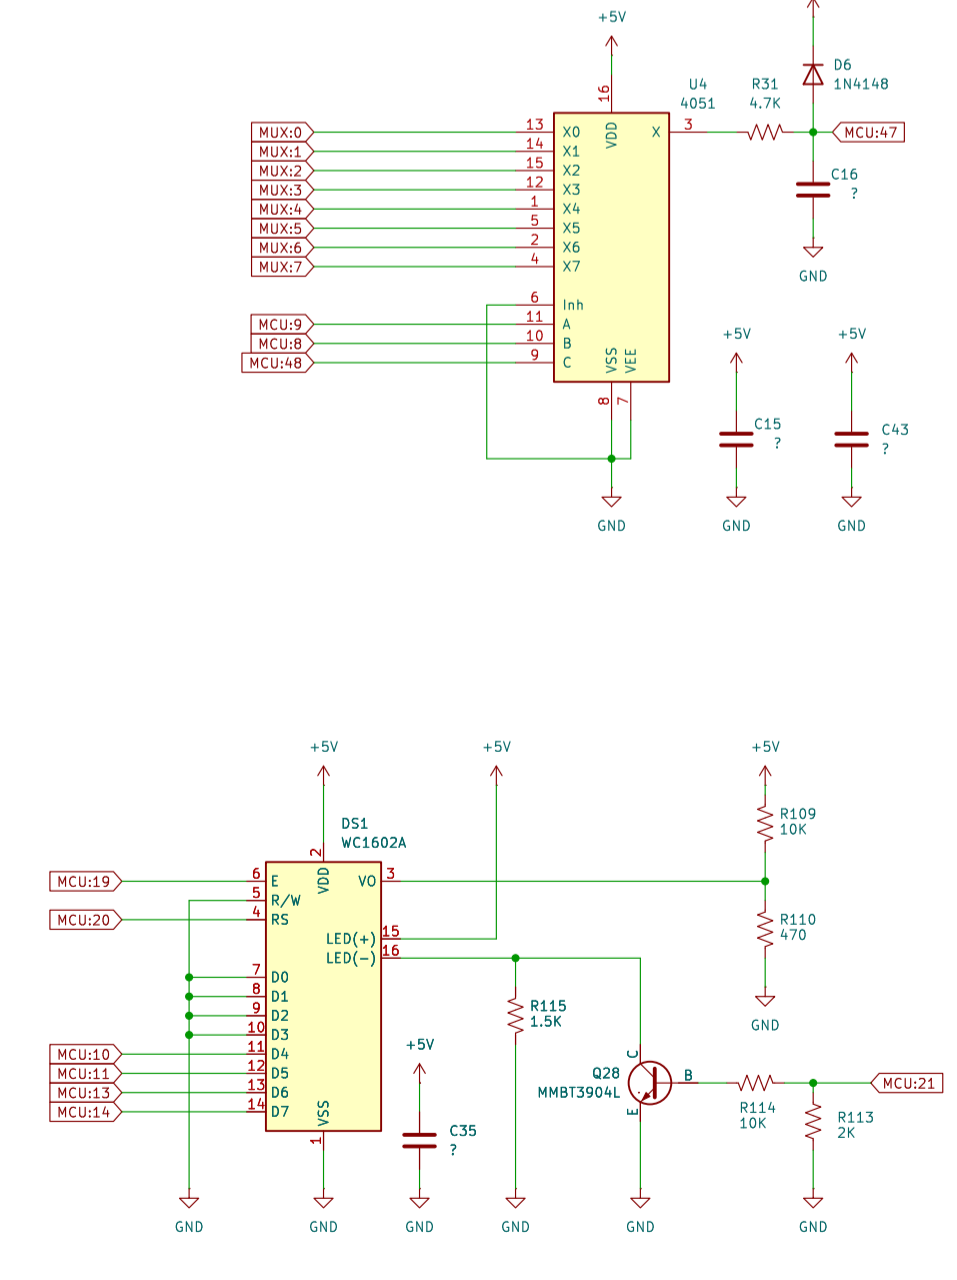 +5V
D6
1N4148
U4
4051
R31
4.7K
16
VDD
MUX:0
13
X0
X
3
MCU:47
MUX:1
14
X1
MUX:2
15
X2
C16
?
MUX:3
12
X3
MUX:4
1
X4
MUX:5
5
X5
MUX:6
2
X6
MUX:7
4
X7
GND
6
Inh
MCU:9
11
A
MCU:8
10
B
MCU:48
9
C
VSS
VEE
8
7
+5V
+5V
C15
?
C43
?
GND
GND
GND
+5V
+5V
+5V
DS1
WC1602A
R109
10K
2
VDD
MCU:19
6
E
VO
3
5
R/W
MCU:20
4
RS
R110
470
LED(+)
15
LED(-)
16
7
D0
8
D1
9
D2
10
D3
R115
1.5K
GND
MCU:10
11
D4
MCU:11
12
D5
MCU:13
13
D6
MCU:14
14
D7
VSS
1
+5V
C35
?
C
Q28
MMBT3904L
B
E
R114
10K
MCU:21
R113
2K
GND
GND
GND
GND
GND
GND